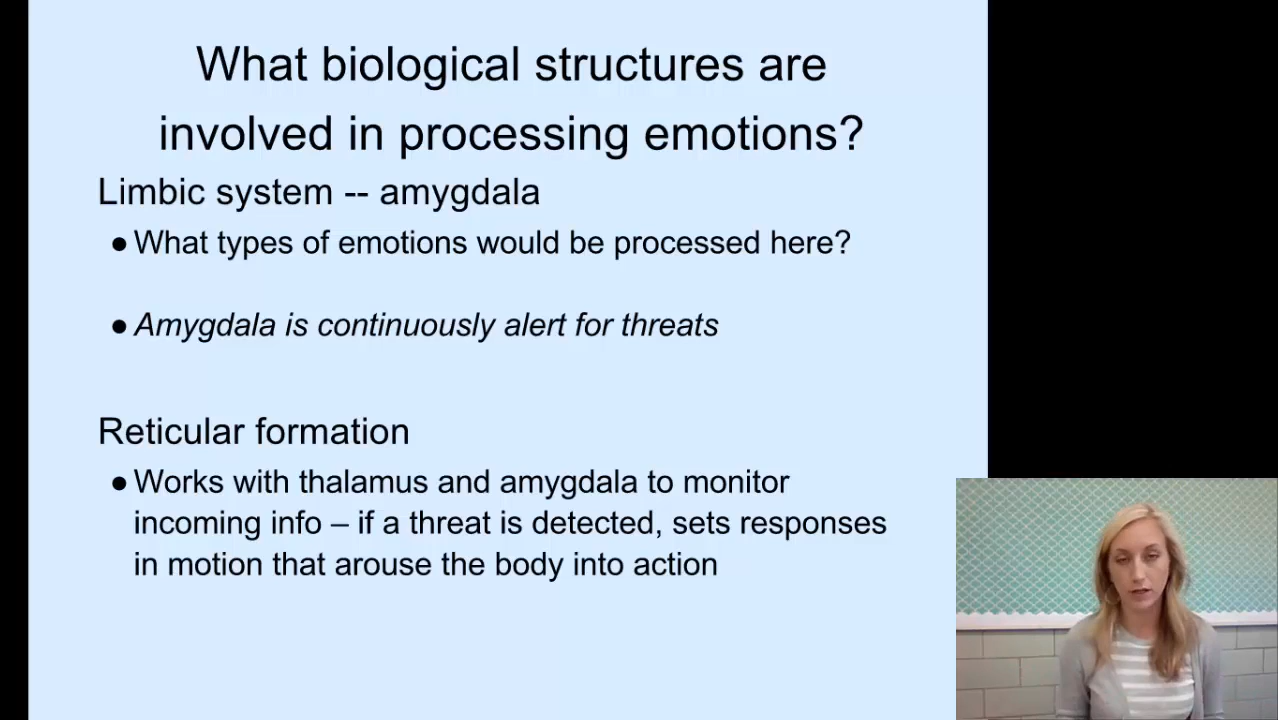 What biological structures are
involved in processing emotions?
Limbic system -- amygdala
● What types of emotions would be processed here?
● Amygdala is continuously alert for threats
Reticular formation
● Works with thalamus and amygdala to monitor
incoming info – if a threat is detected, sets responses
in motion that arouse the body into action